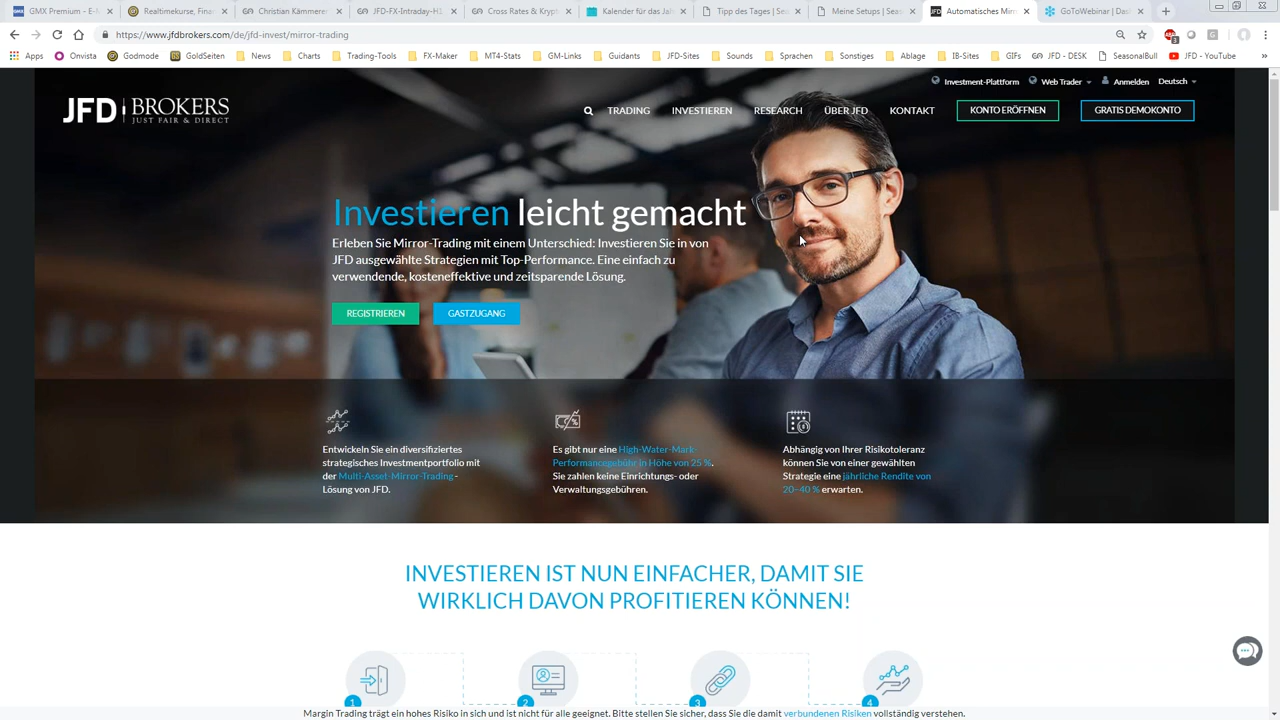 GMX Premium - E-M
Realtimekurse, Finan
Christian Kämmerer
JFD-FX-Intraday-H1
Cross Rates & Krypt
Kalender für das Jah
Tipp des Tages | Seas
Meine Setups | Seaso
Automatisches Mirr
GoToWebinar | Das
https://www.jfdbrokers.com/de/jfd-invest/mirror-trading
Apps
Onvista
Godmode
GoldSeiten
News
Charts
Trading-Tools
FX-Maker
MT4-Stats
GM-Links
Guidants
JFD-Sites
Sounds
Sprachen
Sonstiges
Ablage
IB-Sites
GIFs
JFD - DESK
SeasonalBull
JFD - YouTube
Investment-Plattform
Web Trader
Anmelden
Deutsch
JFD BROKERS
JUST FAIR & DIRECT
TRADING
INVESTIEREN
RESEARCH
ÜBER JFD
KONTAKT
KONTO ERÖFFNEN
GRATIS DEMOKONTO
Investieren leicht gemacht
Erleben Sie Mirror-Trading mit einem Unterschied: Investieren Sie in von
JFD ausgewählte Strategien mit Top-Performance. Eine einfach zu
verwendende, kosteneffektive und zeitsparende Lösung.
REGISTRIEREN
GASTZUGANG
Entwickeln Sie ein diversifiziertes
strategisches Investmentportfolio mit
der Multi-Asset-Mirror-Trading -
Lösung von JFD.
Es gibt nur eine High-Water-Mark-
Performancegebühr in Höhe von 25 %.
Sie zahlen keine Einrichtungs- oder
Verwaltungsgebühren.
Abhängig von Ihrer Risikotoleranz
können Sie von einer gewählten
Strategie eine jährliche Rendite von
20–40 % erwarten.
INVESTIEREN IST NUN EINFACHER, DAMIT SIE
WIRKLICH DAVON PROFITIEREN KÖNNEN!
1
2
3
4
Margin Trading trägt ein hohes Risiko in sich und ist nicht für alle geeignet. Bitte stellen Sie sicher, dass Sie die damit verbundenen Risiken vollständig verstehen.